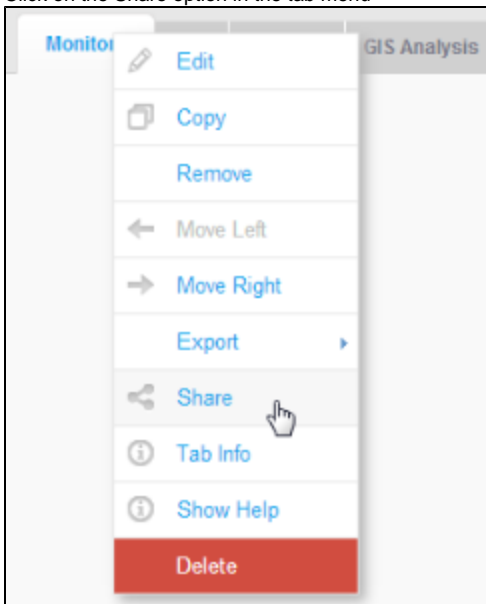 Click on the Share option in the tab menu
Monitor
GIS Analysis
Edit
Copy
Remove
Move Left
Move Right
Export
Share
Tab Info
Show Help
Delete